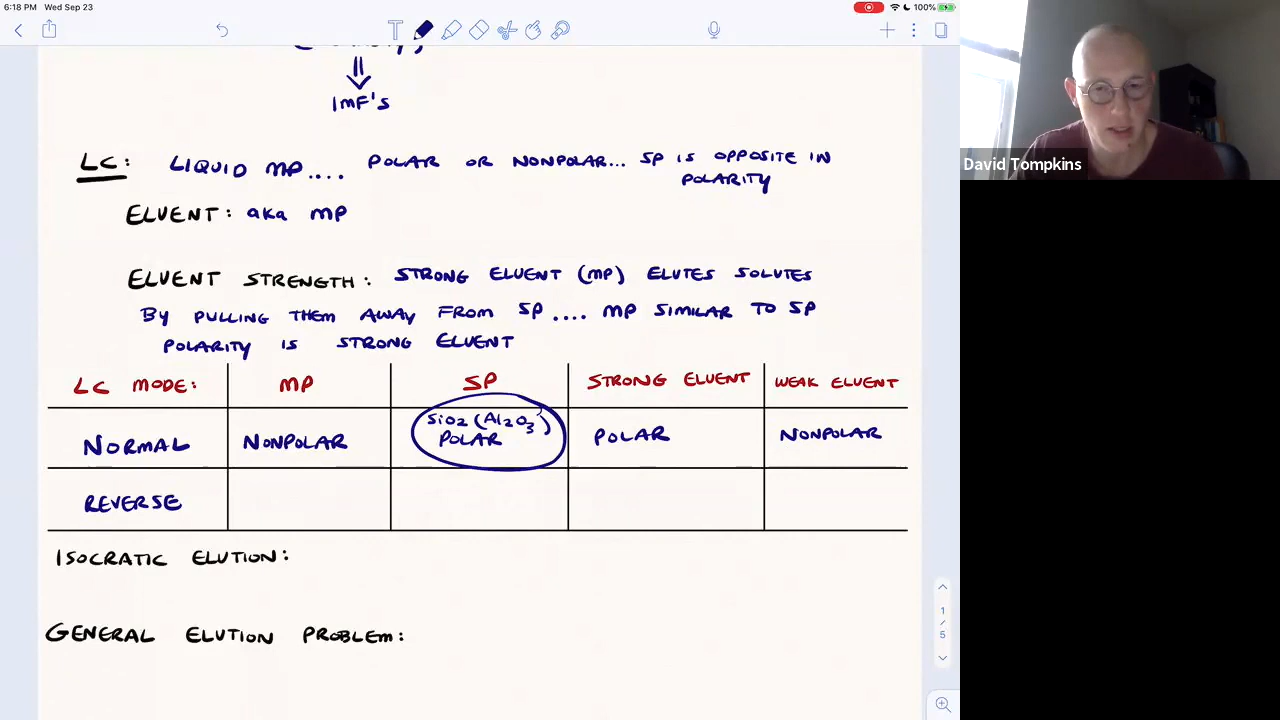 6:18 PM Wed Sep 23
100%
IMF'S
LC: LIQUID MP.... POLAR OR NONPOLAR... SP IS OPPOSITE IN
POLARITY
ELUENT: aka MP
ELUENT STRENGTH: STRONG ELUENT (MP) ELUTES SOLUTES
BY PULLING THEM AWAY FROM SP.... MP SIMILAR TO SP
POLARITY IS STRONG ELUENT
LC MODE: MP SP STRONG ELUENT WEAK ELUENT
SiO2 (Al2O3)
NORMAL NONPOLAR POLAR POLAR NONPOLAR
REVERSE
ISOCRATIC ELUTION:
GENERAL ELUTION PROBLEM:
1
/
5
David Tompkins